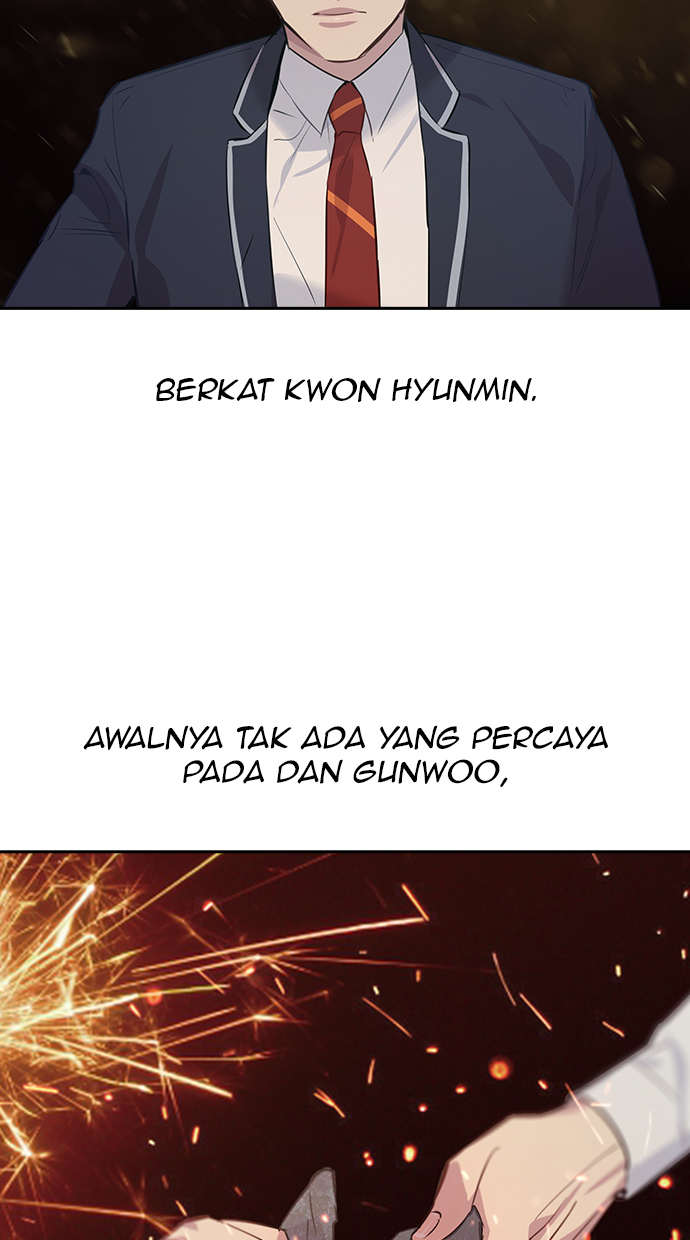 BERKAT KWON HYUNMIN.
AWALNYA TAK ADA YANG PERCAYA
PADA DAN GUNWOO,